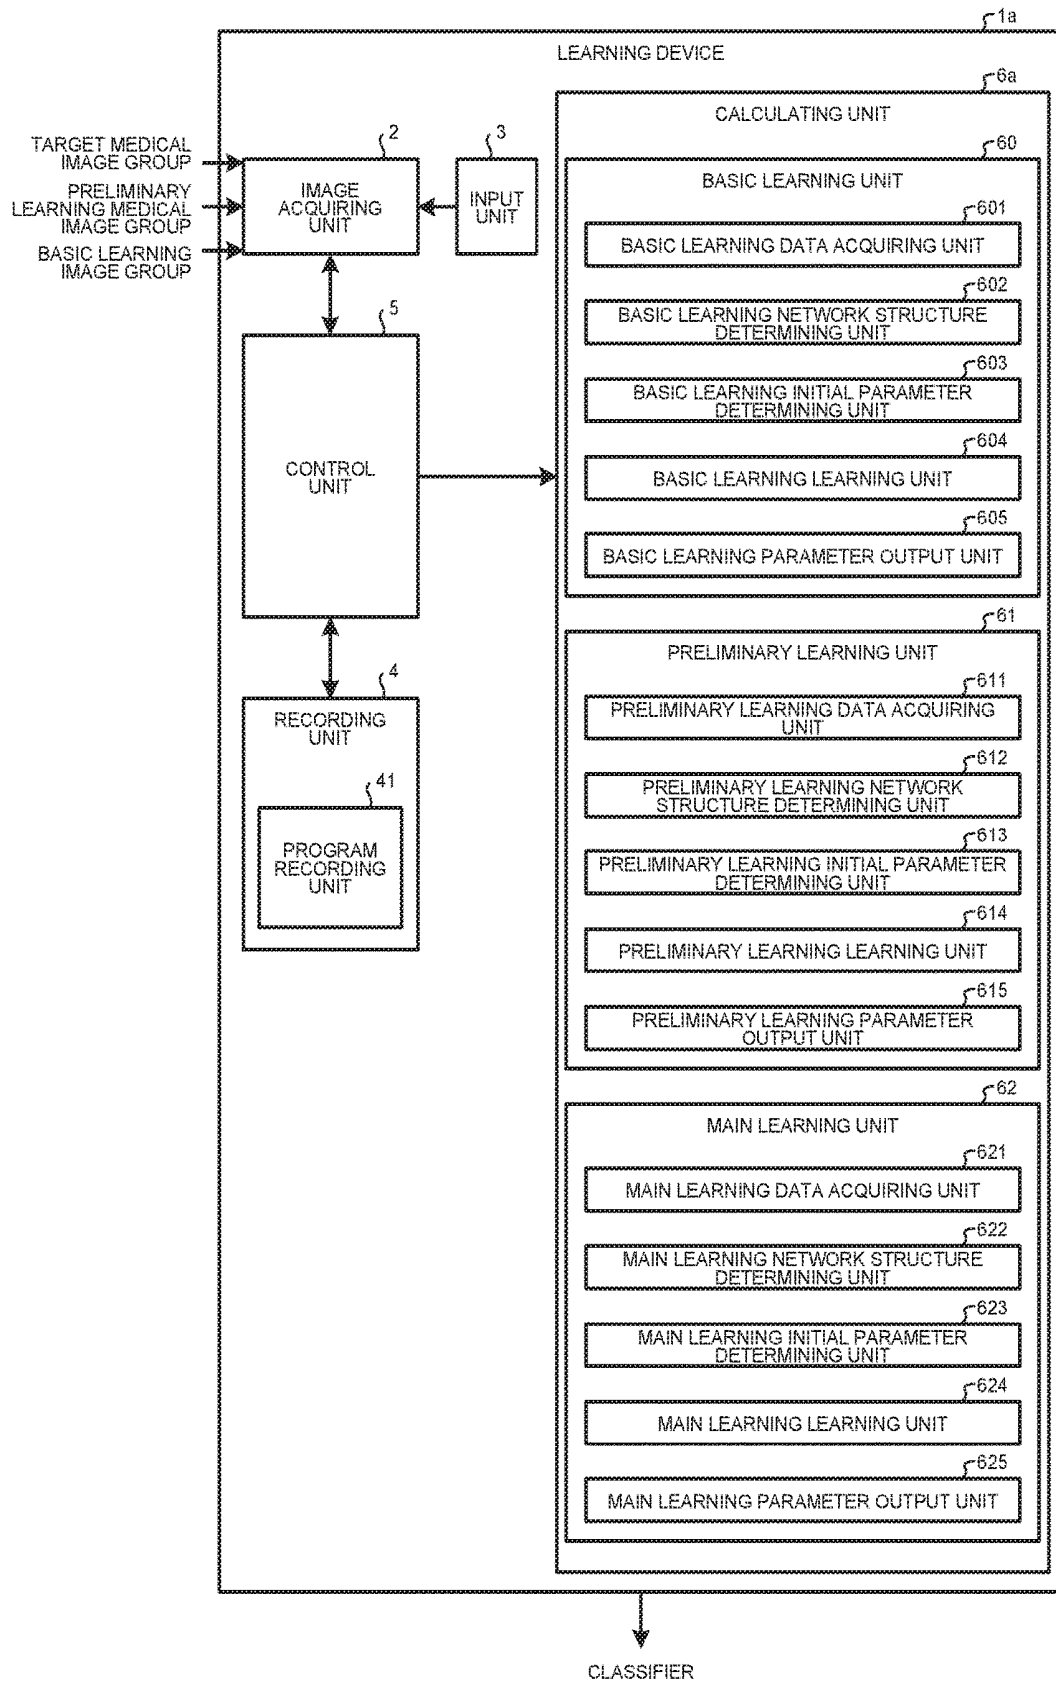 1a
LEARNING DEVICE
6a
CALCULATING UNIT
TARGET MEDICAL
IMAGE GROUP
PRELIMINARY
LEARNING MEDICAL
IMAGE GROUP
BASIC LEARNING
IMAGE GROUP
2
IMAGE
ACQUIRING
UNIT
3
INPUT
UNIT
5
CONTROL
UNIT
4
RECORDING
UNIT
41
PROGRAM
RECORDING
UNIT
60
BASIC LEARNING UNIT
601
BASIC LEARNING DATA ACQUIRING UNIT
602
BASIC LEARNING NETWORK STRUCTURE
DETERMINING UNIT
603
BASIC LEARNING INITIAL PARAMETER
DETERMINING UNIT
604
BASIC LEARNING LEARNING UNIT
605
BASIC LEARNING PARAMETER OUTPUT UNIT
61
PRELIMINARY LEARNING UNIT
611
PRELIMINARY LEARNING DATA ACQUIRING
UNIT
612
PRELIMINARY LEARNING NETWORK
STRUCTURE DETERMINING UNIT
613
PRELIMINARY LEARNING INITIAL PARAMETER
DETERMINING UNIT
614
PRELIMINARY LEARNING LEARNING UNIT
615
PRELIMINARY LEARNING PARAMETER
OUTPUT UNIT
62
MAIN LEARNING UNIT
621
MAIN LEARNING DATA ACQUIRING UNIT
622
MAIN LEARNING NETWORK STRUCTURE
DETERMINING UNIT
623
MAIN LEARNING INITIAL PARAMETER
DETERMINING UNIT
624
MAIN LEARNING LEARNING UNIT
625
MAIN LEARNING PARAMETER OUTPUT UNIT
CLASSIFIER